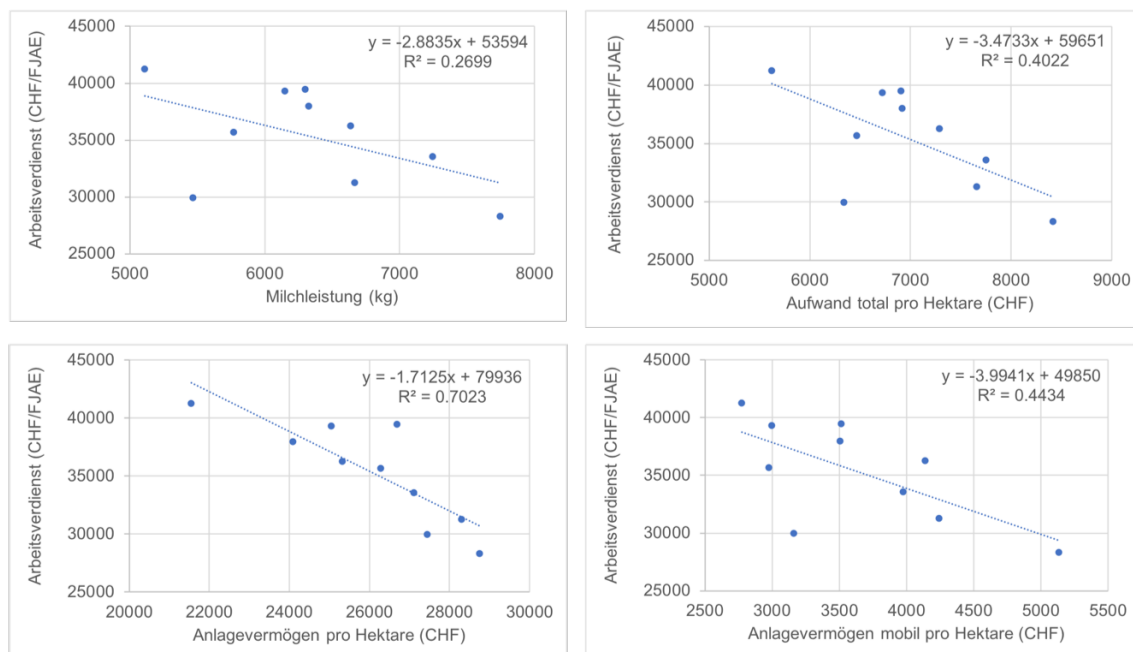 45000
40000
35000
30000
25000
5000 6000 7000 8000
Arbeitsverdienst (CHF/FJAE)
Milchleistung (kg)
y = -2.8835x + 53594
R² = 0.2699
45000
40000
35000
30000
25000
5000 6000 7000 8000 9000
Arbeitsverdienst (CHF/FJAE)
Aufwand total pro Hektare (CHF)
y = -3.4733x + 59651
R² = 0.4022
45000
40000
35000
30000
25000
20000 22000 24000 26000 28000 30000
Arbeitsverdienst (CHF/FJAE)
Anlagevermögen pro Hektare (CHF)
y = -1.7125x + 79936
R² = 0.7023
45000
40000
35000
30000
25000
2500 3000 3500 4000 4500 5000 5500
Arbeitsverdienst (CHF/FJAE)
Anlagevermögen mobil pro Hektare (CHF)
y = -3.9941x + 49850
R² = 0.4434